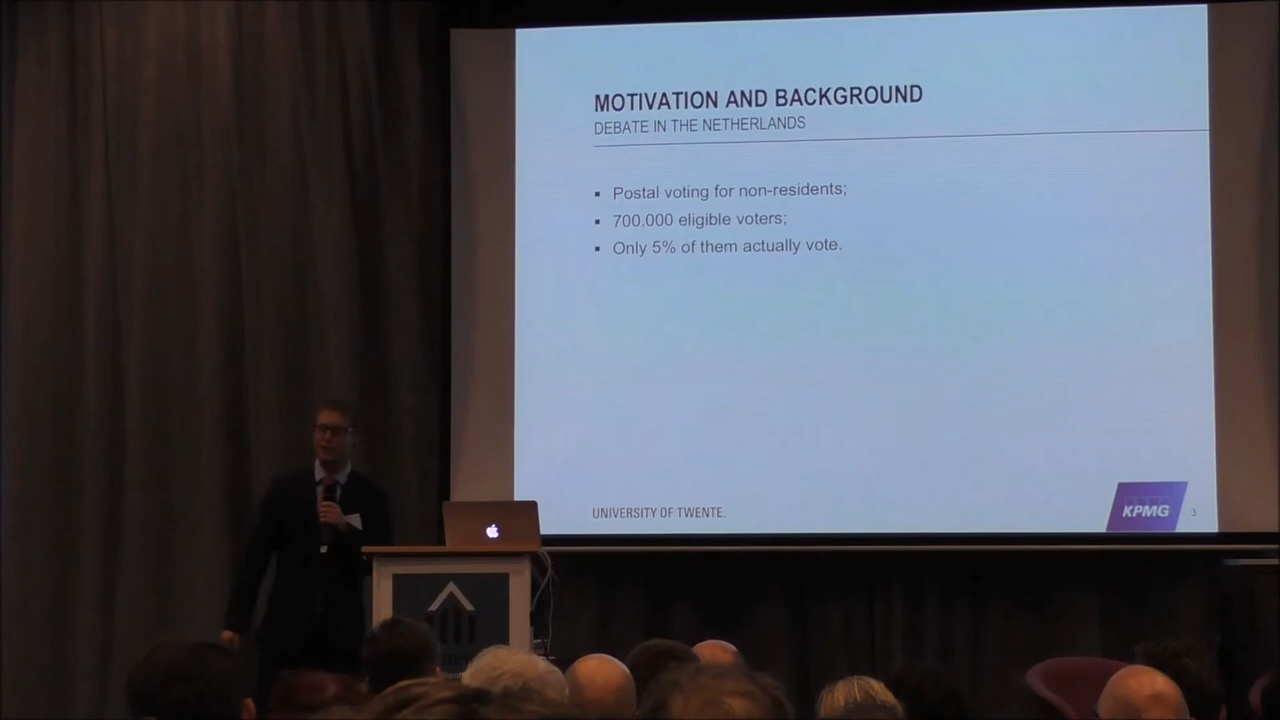 MOTIVATION AND BACKGROUND
DEBATE IN THE NETHERLANDS
▪ Postal voting for non-residents;
▪ 700.000 eligible voters;
▪ Only 5% of them actually vote.
UNIVERSITY OF TWENTE.
KPMG
3